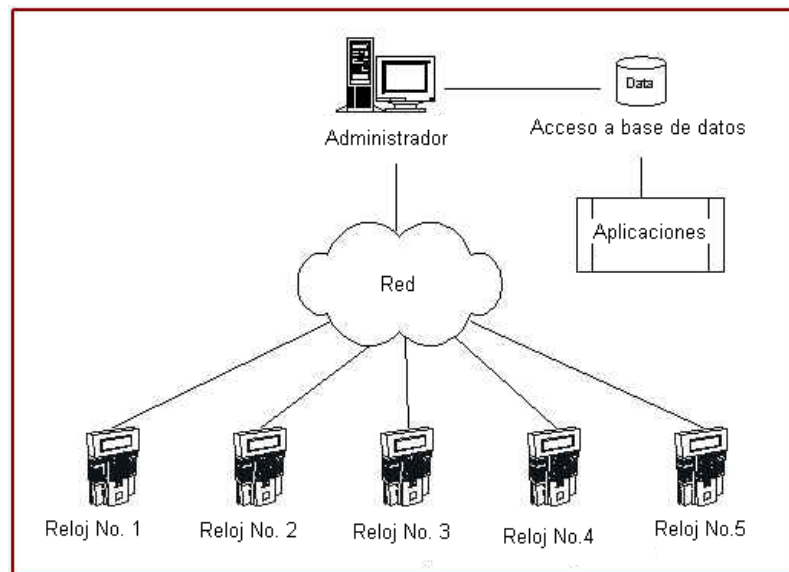 Data
Administrador
Acceso a base de datos
Aplicaciones
Red
Reloj No. 1
Reloj No. 2
Reloj No. 3
Reloj No.4
Reloj No.5